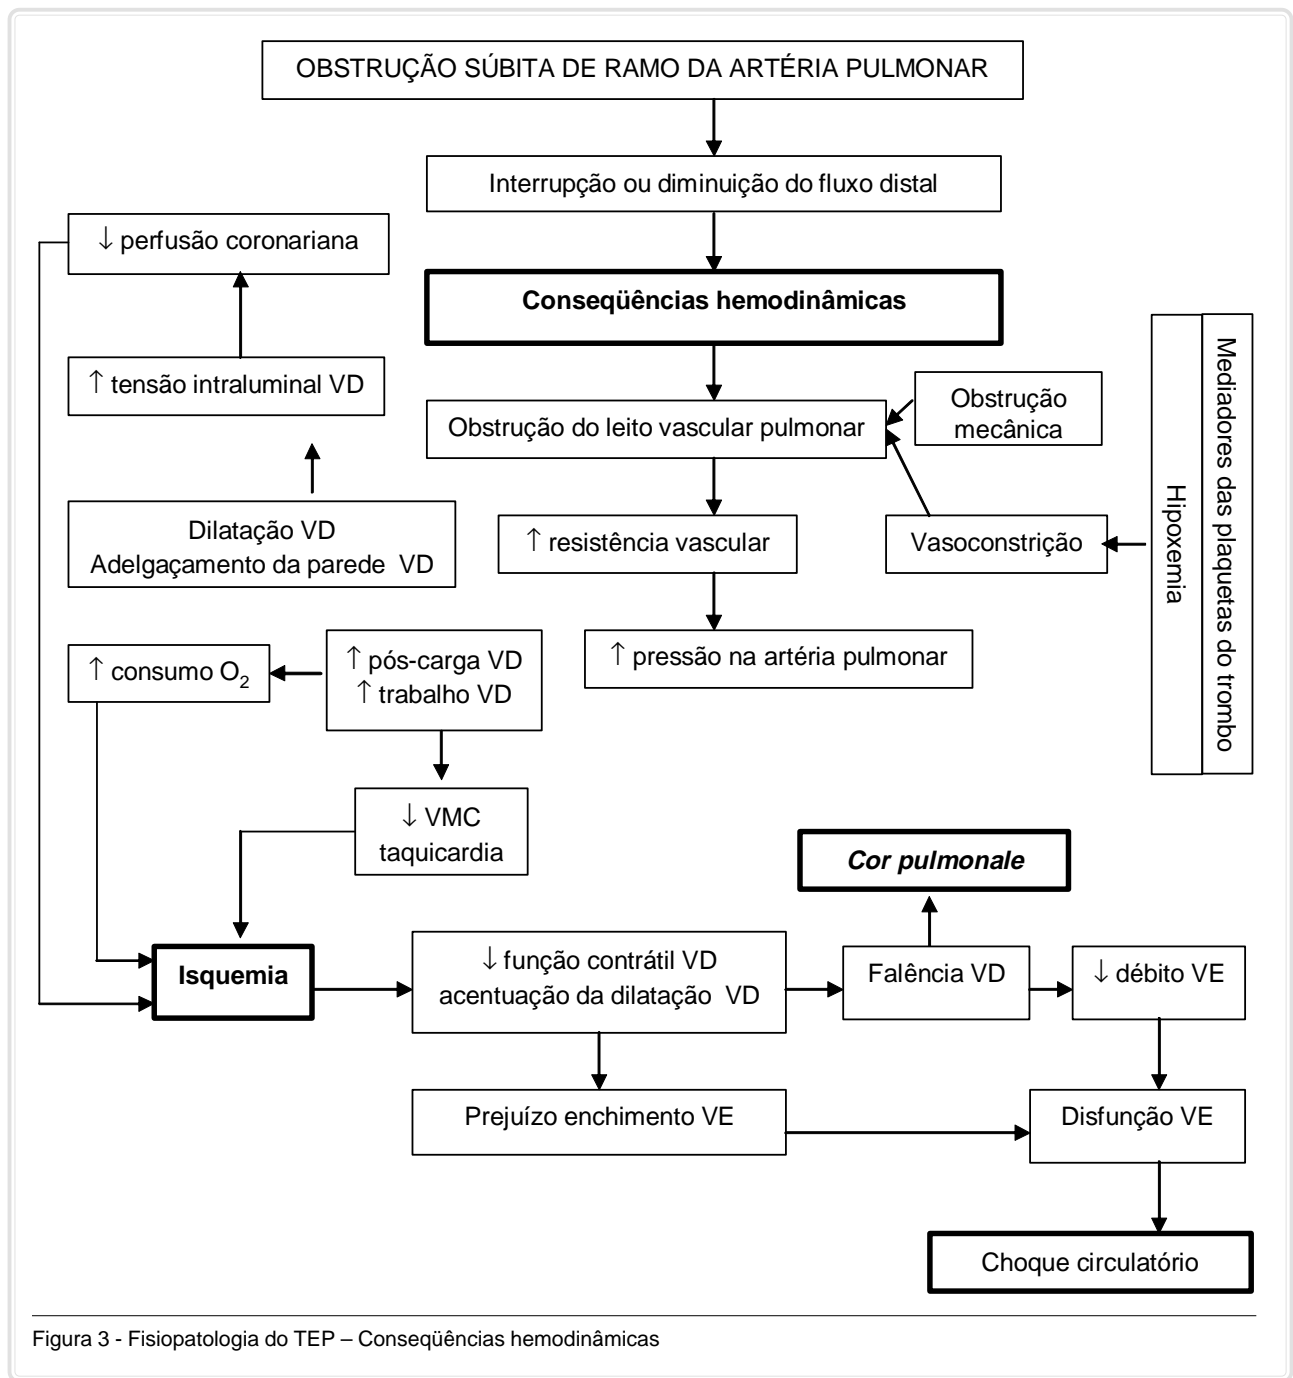 OBSTRUÇÃO SÚBITA DE RAMO DA ARTÉRIA PULMONAR
Interrupção ou diminuição do fluxo distal
↓ perfusão coronariana
Conseqüências hemodinâmicas
↑ tensão intraluminal VD
Obstrução do leito vascular pulmonar
Obstrução
mecânica
Mediadores das plaquetas do trombo
Hipoxemia
Dilatação VD
Adelgaçamento da parede VD
↑ resistência vascular
Vasoconstrição
↑ consumo O₂
↑ pós-carga VD
↑ trabalho VD
↑ pressão na artéria pulmonar
↓ VMC
taquicardia
Cor pulmonale
Isquemia
↓ função contrátil VD
acentuação da dilatação VD
Falência VD
↓ débito VE
Prejuízo enchimento VE
Disfunção VE
Choque circulatório
Figura 3 - Fisiopatologia do TEP – Conseqüências hemodinâmicas